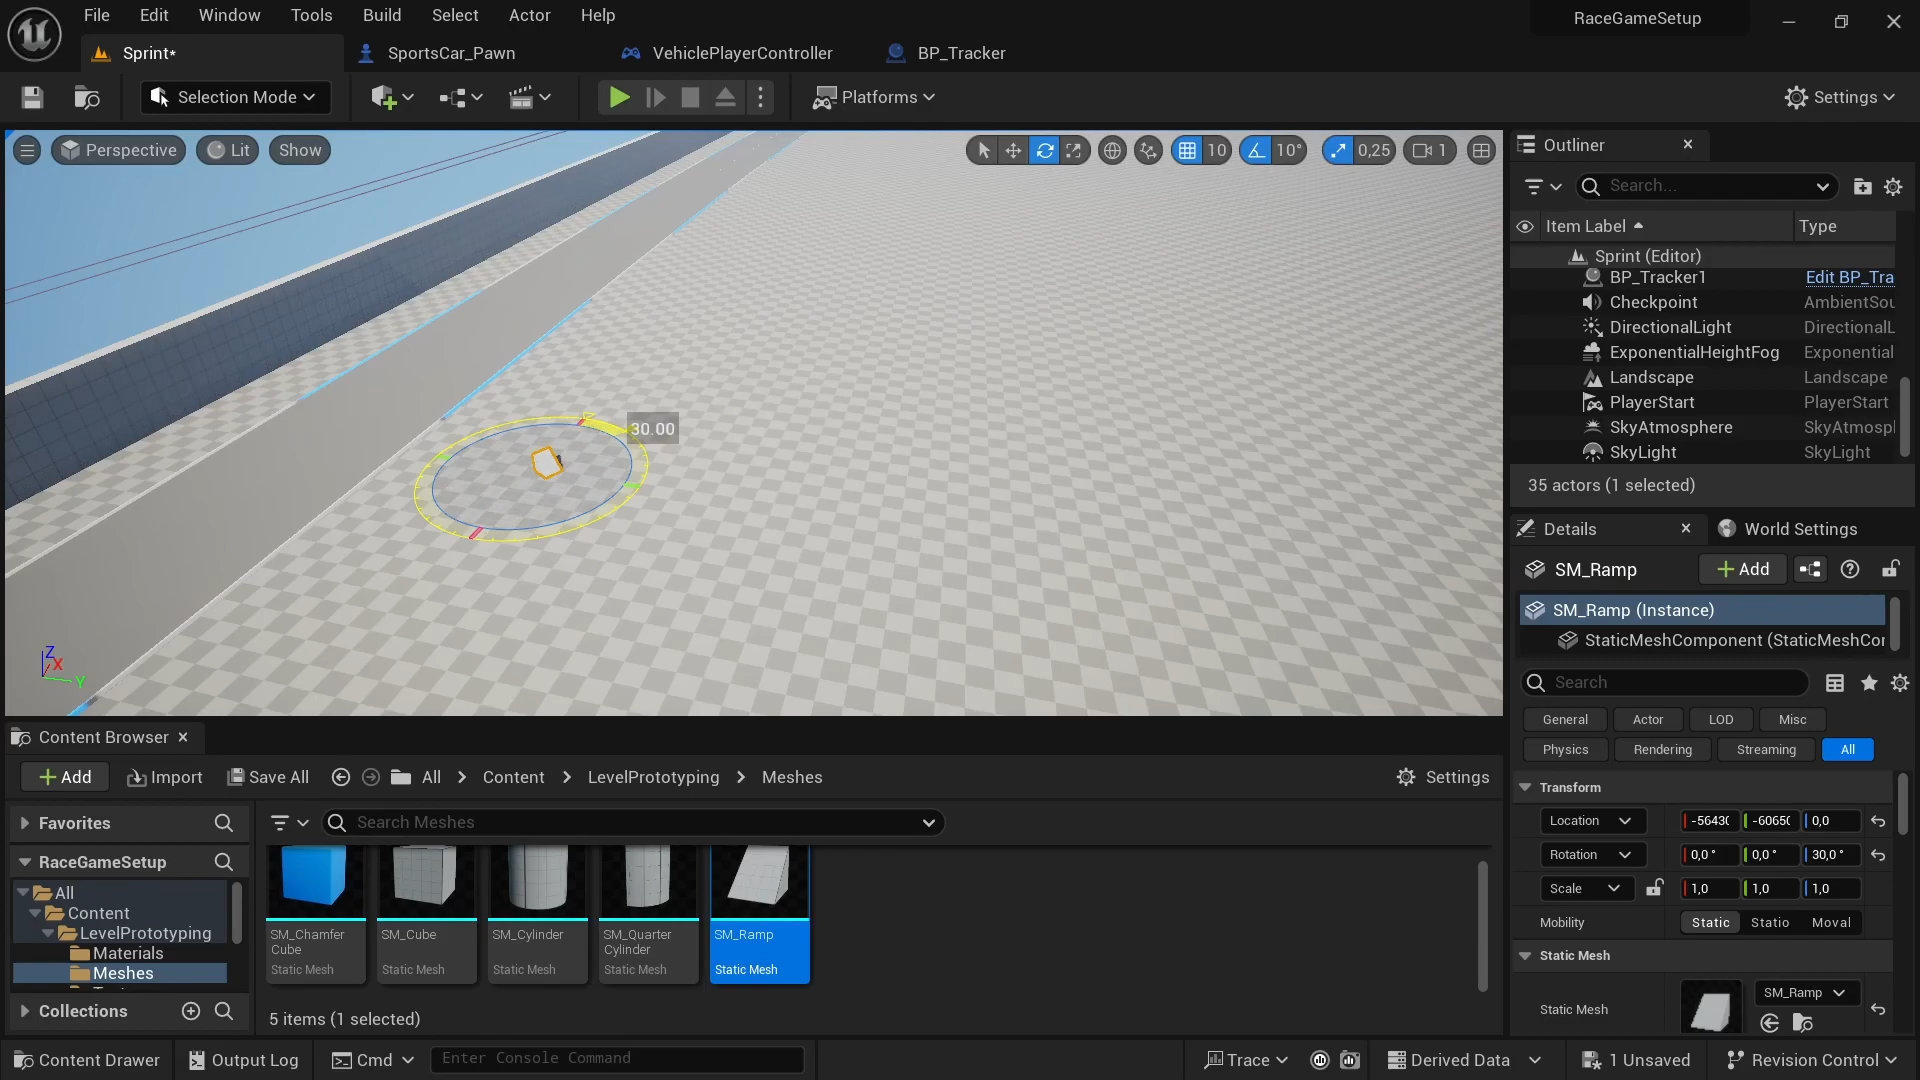 File Edit Window Tools Build Select Actor Help
RaceGameSetup
Sprint* SportsCar_Pawn VehiclePlayerController BP_Tracker
Selection Mode Platforms Settings
Perspective Lit Show 10 10° 0,25 1
30.00
Z
X
Y
Outliner
Search...
Item Label Type
Sprint (Editor)
BP_Tracker1 Edit BP_Tra
Checkpoint AmbientSou
DirectionalLight DirectionalL
ExponentialHeightFog Exponential
Landscape Landscape
PlayerStart PlayerStart
SkyAtmosphere SkyAtmosph
SkyLight SkyLight
35 actors (1 selected)
Details World Settings
SM_Ramp Add
SM_Ramp (Instance)
StaticMeshComponent (StaticMeshCor
Search
General Actor LOD Misc
Physics Rendering Streaming All
Transform
Location -5643( -6065( 0,0
Rotation 0,0 ° 0,0 ° 30,0 °
Scale 1,0 1,0 1,0
Mobility Static Statio Moval
Static Mesh
Static Mesh SM_Ramp
Content Browser
Add Import Save All All Content LevelPrototyping Meshes Settings
Favorites
Search Meshes
RaceGameSetup
All
Content
LevelPrototyping
Materials
Meshes
Collections
SM_Chamfer
Cube
Static Mesh
SM_Cube
Static Mesh
SM_Cylinder
Static Mesh
SM_Quarter
Cylinder
Static Mesh
SM_Ramp
Static Mesh
5 items (1 selected)
Content Drawer Output Log Cmd Enter Console Command Trace Derived Data 1 Unsaved Revision Control